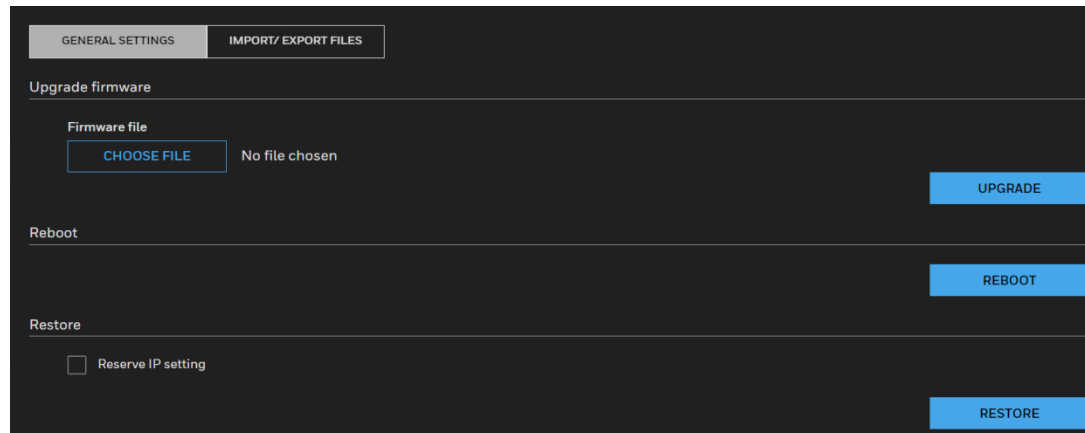 GENERAL SETTINGS IMPORT/ EXPORT FILES
Upgrade firmware
Firmware file
CHOOSE FILE No file chosen
UPGRADE
Reboot
REBOOT
Restore
Reserve IP setting
RESTORE